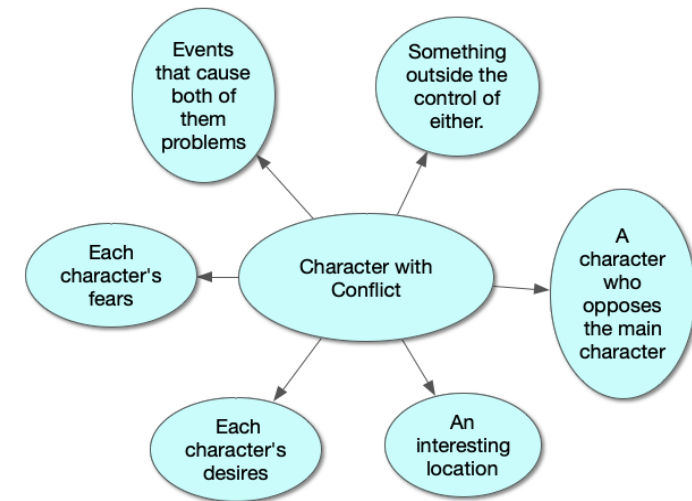 Events
that cause
both of
them
problems
Something
outside the
control of
either.
Each
character's
fears
Character with
Conflict
A
character
who
opposes
the main
character
Each
character's
desires
An
interesting
location